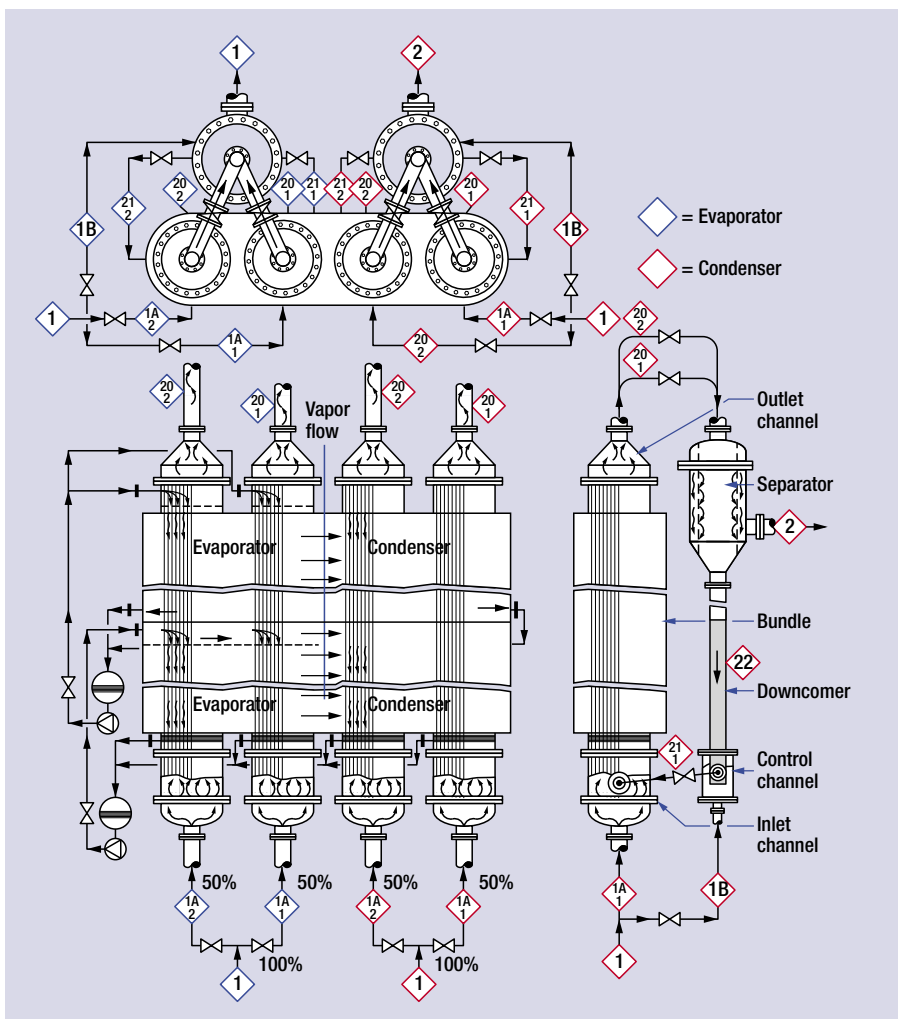 1
2
20
2
20
1
21
1
21
2
20
2
20
1
21
2
1B
21
1
1B
= Evaporator
= Condenser
1
1A
2
1A
1
20
2
1A
1
1
20
2
20
1
20
2
20
1
20
2
20
1
Vapor
flow
Outlet
channel
Separator
2
Evaporator
Condenser
Bundle
22
Downcomer
Evaporator
Condenser
21
1
Control
channel
Inlet
channel
50%
50%
50%
50%
1A
2
1A
1
1A
2
1A
1
1A
1
1B
100%
100%
1
1
1